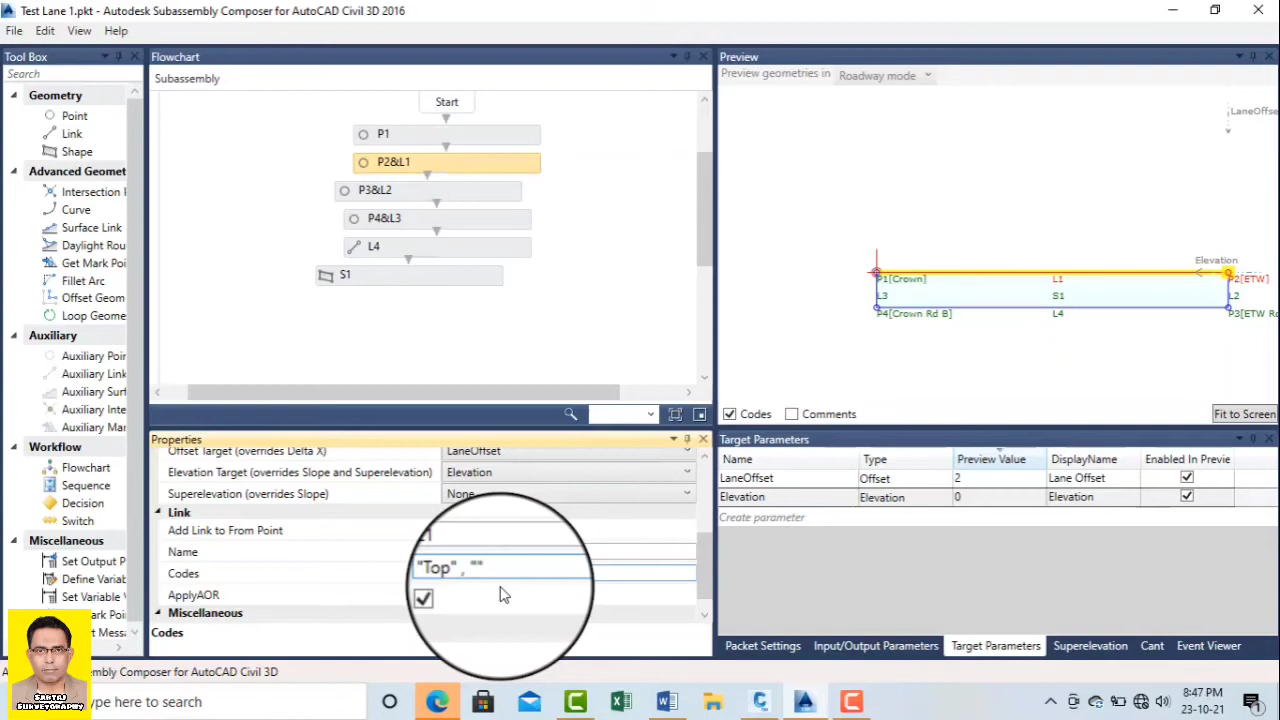 Test Lane 1.pkt - Autodesk Subassembly Composer for AutoCAD Civil 3D 2016
File Edit View Help
Tool Box
Search
Geometry
Point
Link
Shape
Advanced Geomet
Intersection P
Curve
Surface Link
Daylight Rou
Get Mark Poi
Fillet Arc
Offset Geom
Loop Geome
Auxiliary
Auxiliary Poir
Auxiliary Link
Auxiliary Surf
Auxiliary Inte
Auxiliary Mar
Workflow
Flowchart
Sequence
Decision
Switch
Miscellaneous
Set Output P
Define Variab
Set Variable
Flowchart
Subassembly
Start
P1
P2&L1
P3&L2
P4&L3
L4
S1
Properties
Offset Target (overrides Delta X) LaneOffset
Elevation Target (overrides Slope and Superelevation) Elevation
Superelevation (overrides Slope) None
Link
Add Link to From Point
Name
Codes "Top" , ""
ApplyAOR
Miscellaneous
Codes
Preview
Preview geometries in Roadway mode
LaneOffse
Elevation
P1[Crown] L1 P2[ETW]
L3 S1 L2
P4[Crown Rd B] L4 P3[ETW Rd
Codes Comments Fit to Screen
Target Parameters
Name Type Preview Value DisplayName Enabled In Previe
LaneOffset Offset 2 Lane Offset
Elevation Elevation 0 Elevation
Create parameter
Packet Settings Input/Output Parameters Target Parameters Superelevation Cant Event Viewer
SARTAJ
SURVEYGRAPHY
ssembly Composer for AutoCAD Civil 3D
here to search
8:47 PM
23-10-21
1